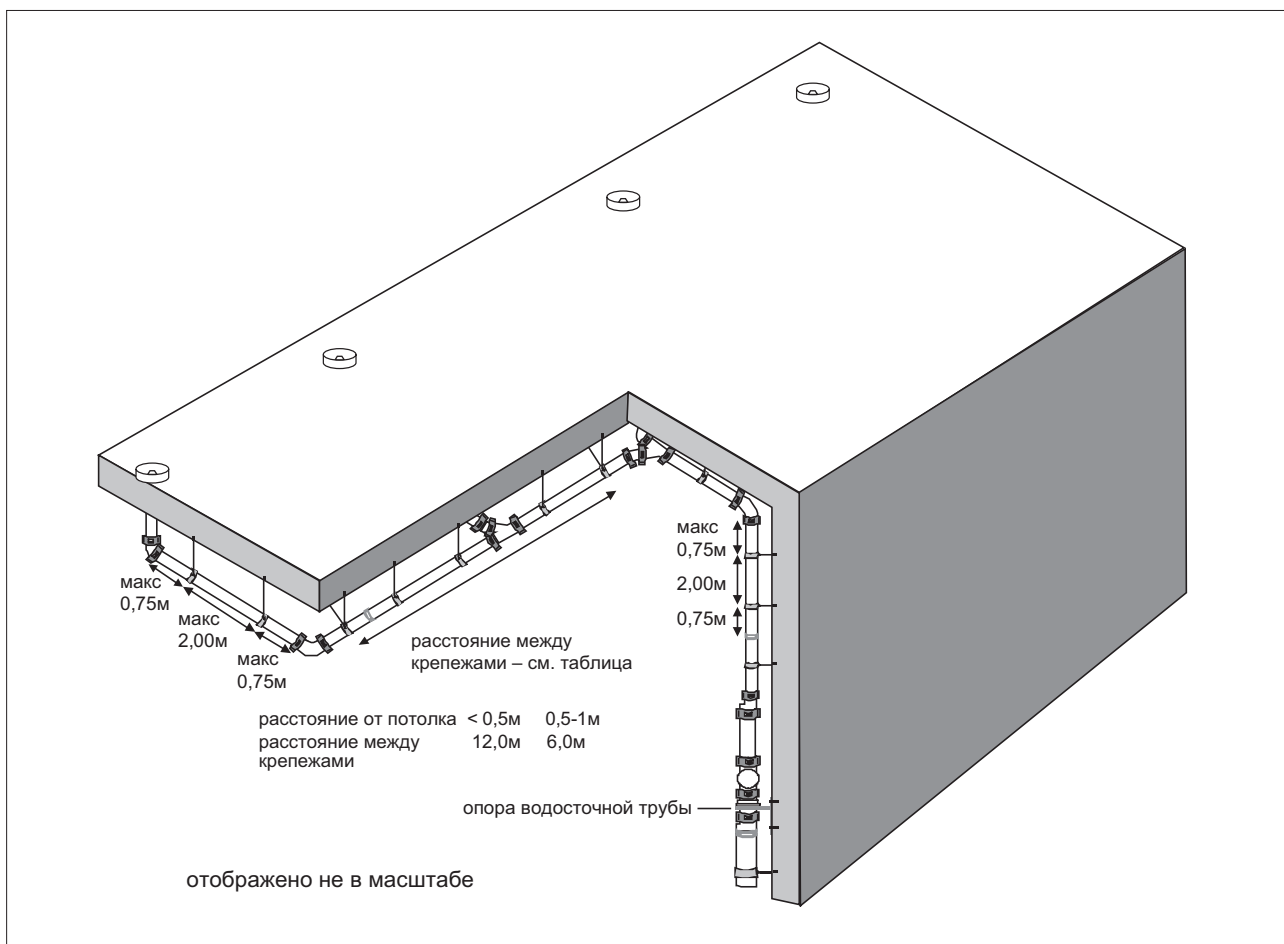 макс
0,75м
2,00м
0,75м
макс
0,75м
макс
2,00м
макс
0,75м
расстояние между
крепежами – см. таблица
расстояние от потолка < 0,5м 0,5-1м
расстояние между 12,0м 6,0м
крепежами
опора водосточной трубы
отображено не в масштабе